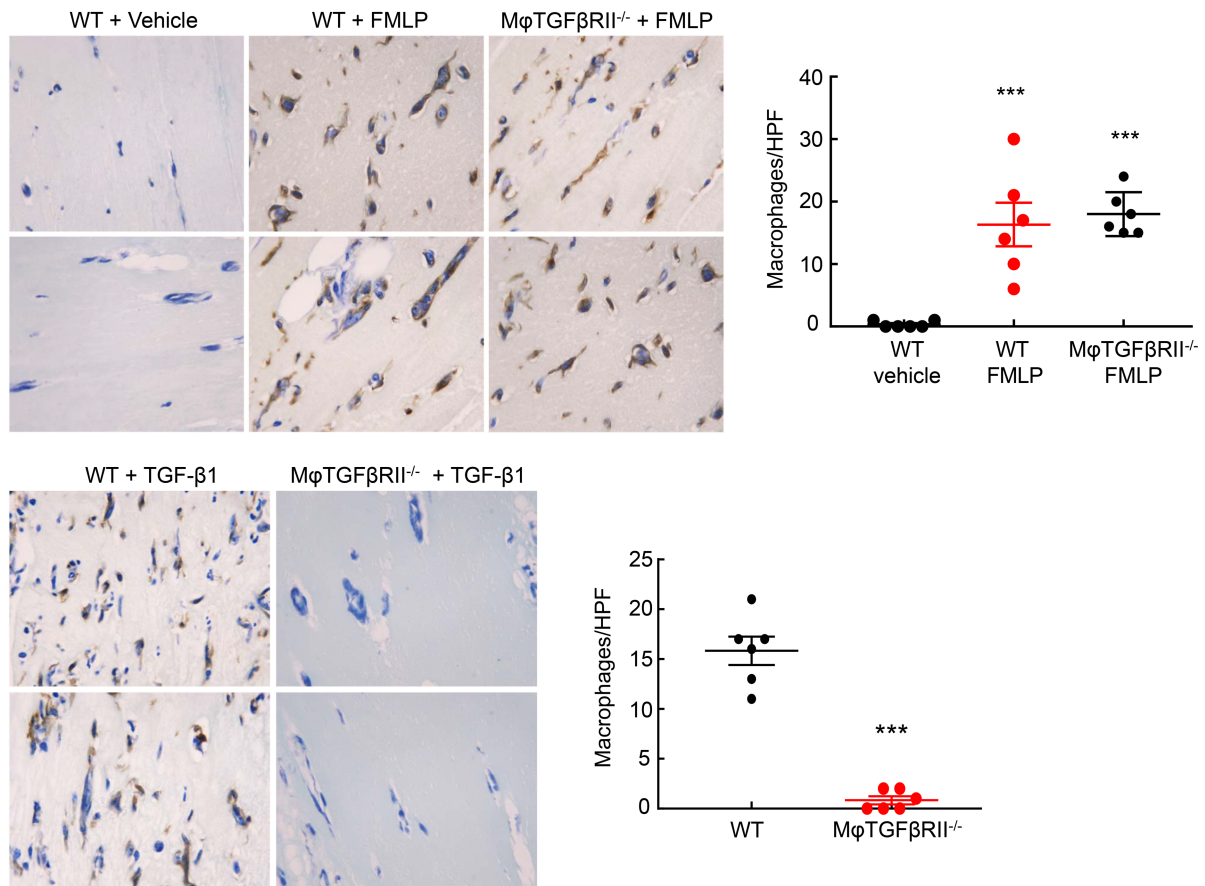 WT + Vehicle
WT + FMLP
MφTGFβRII-/- + FMLP
Macrophages/HPF
40
30
20
10
0
***
***
WT
vehicle
WT
FMLP
MφTGFβRII-/-
FMLP
WT + TGF-β1
MφTGFβRII-/- + TGF-β1
Macrophages/HPF
25
20
15
10
5
0
***
WT
MφTGFβRII-/-